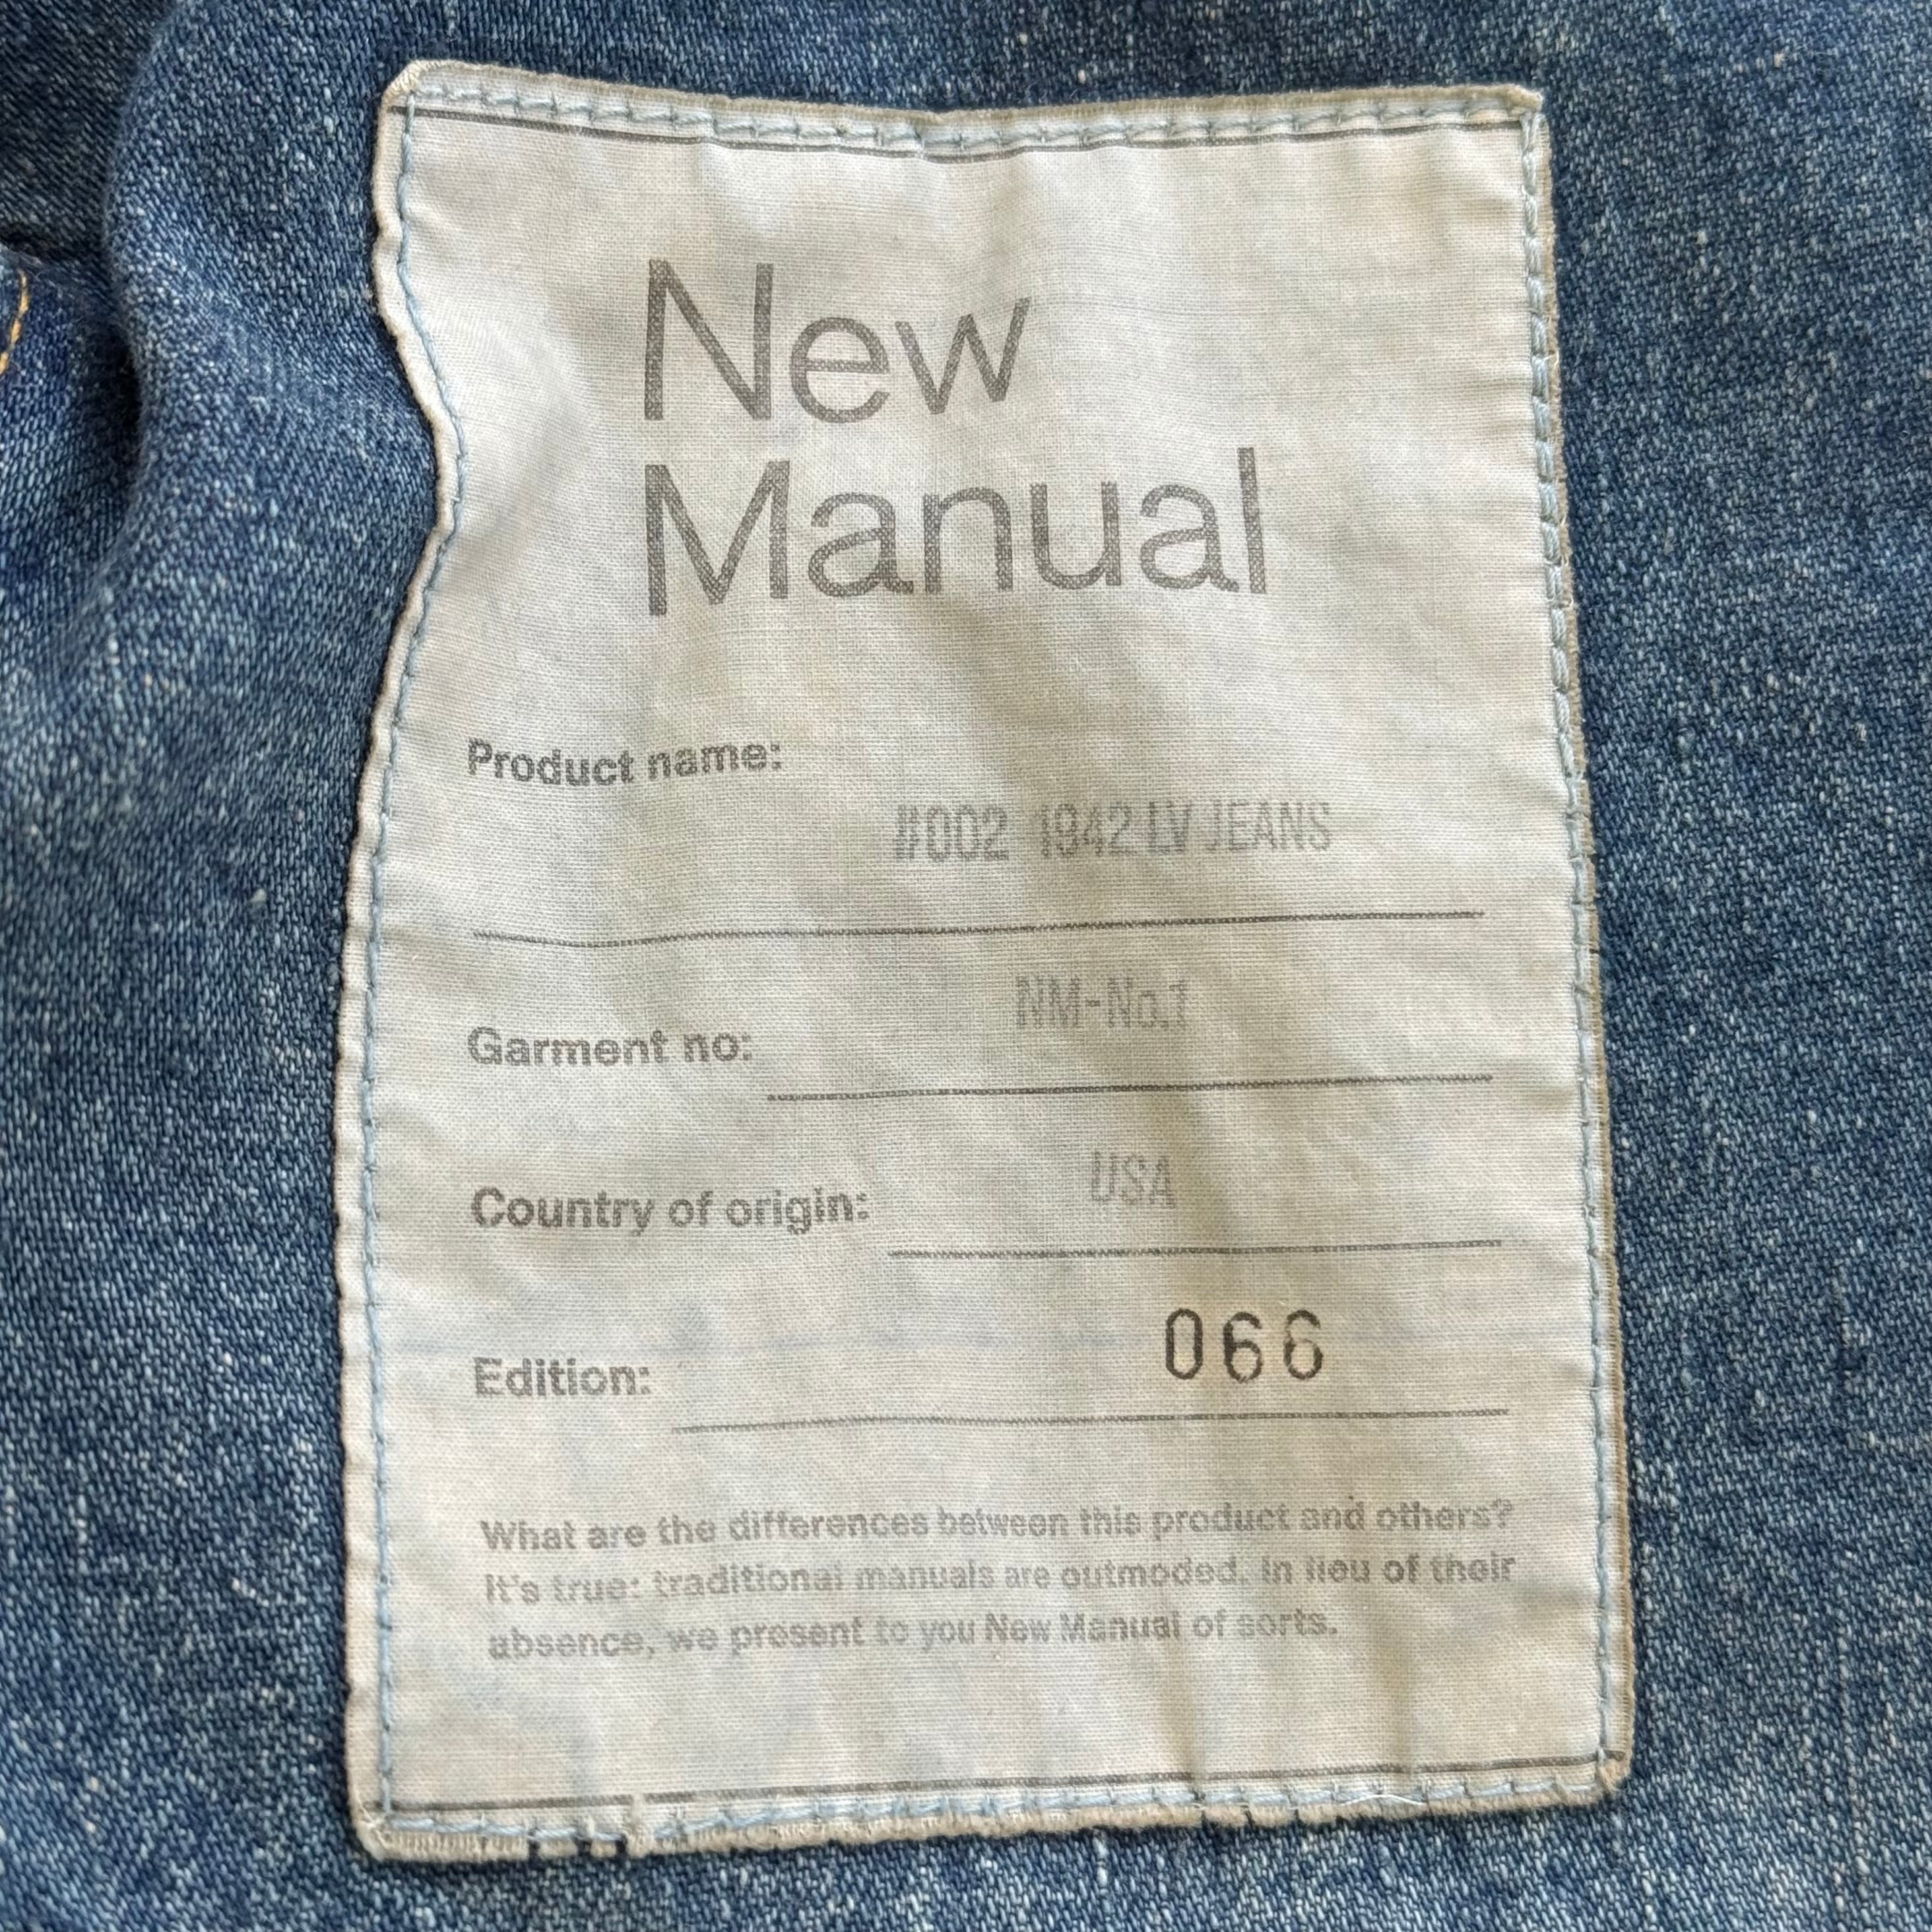 New
Manual
Product name:
#002 1942 LV JEANS
Garment no: NM-No.1
Country of origin: USA
Edition: 066
What are the differences between this product and others?
It's true: traditional manuals are outmoded. In lieu of their
absence, we present to you New Manual of sorts.